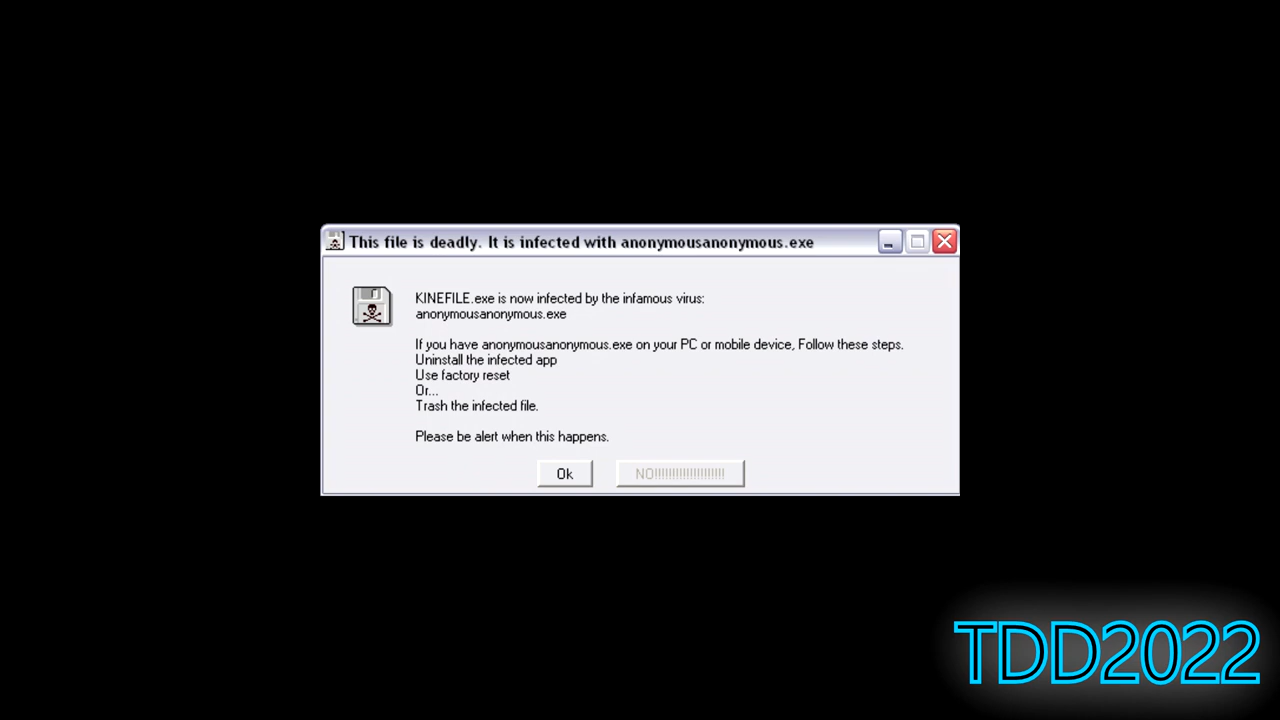 This file is deadly. It is infected with anonymousanonymous.exe
KINEFILE.exe is now infected by the infamous virus:
anonymousanonymous.exe
If you have anonymousanonymous.exe on your PC or mobile device, Follow these steps.
Uninstall the infected app
Use factory reset
Or...
Trash the infected file.
Please be alert when this happens.
Ok
NO!!!!!!!!!!!!!!!!!!!
TDD2022